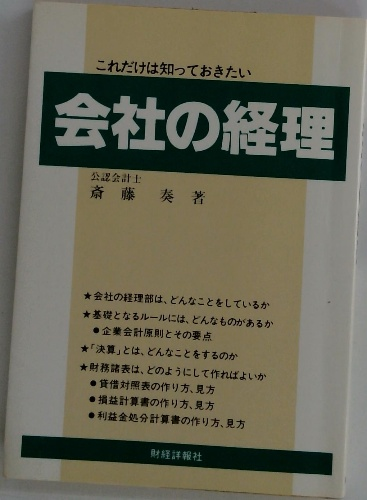 これだけは知っておきたい
会社の経理
公認会計士
斎藤 奏 著
★会社の経理部は、どんなことをしているか
★基礎となるルールには、どんなものがあるか
●企業会計原則とその要点
★「決算」とは、どんなことをするのか
★財務諸表は、どのようにして作ればよいか
●貸借対照表の作り方、見方
●損益計算書の作り方、見方
●利益金処分計算書の作り方、見方
財経詳報社